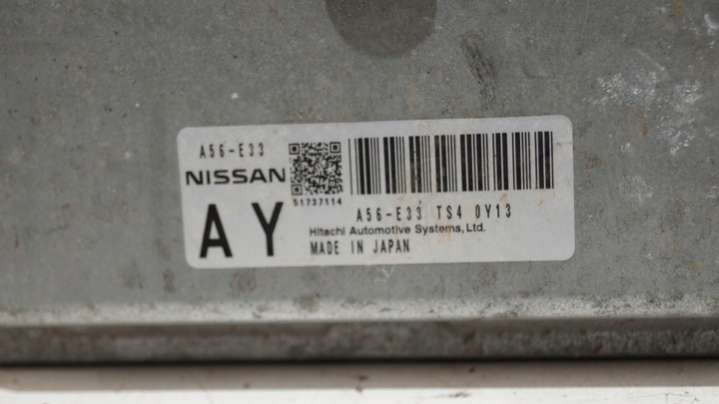 A56-E33
NISSAN
51737114
AY
A56-E33 TS4 0Y13
Hitachi Automotive Systems, Ltd.
MADE IN JAPAN